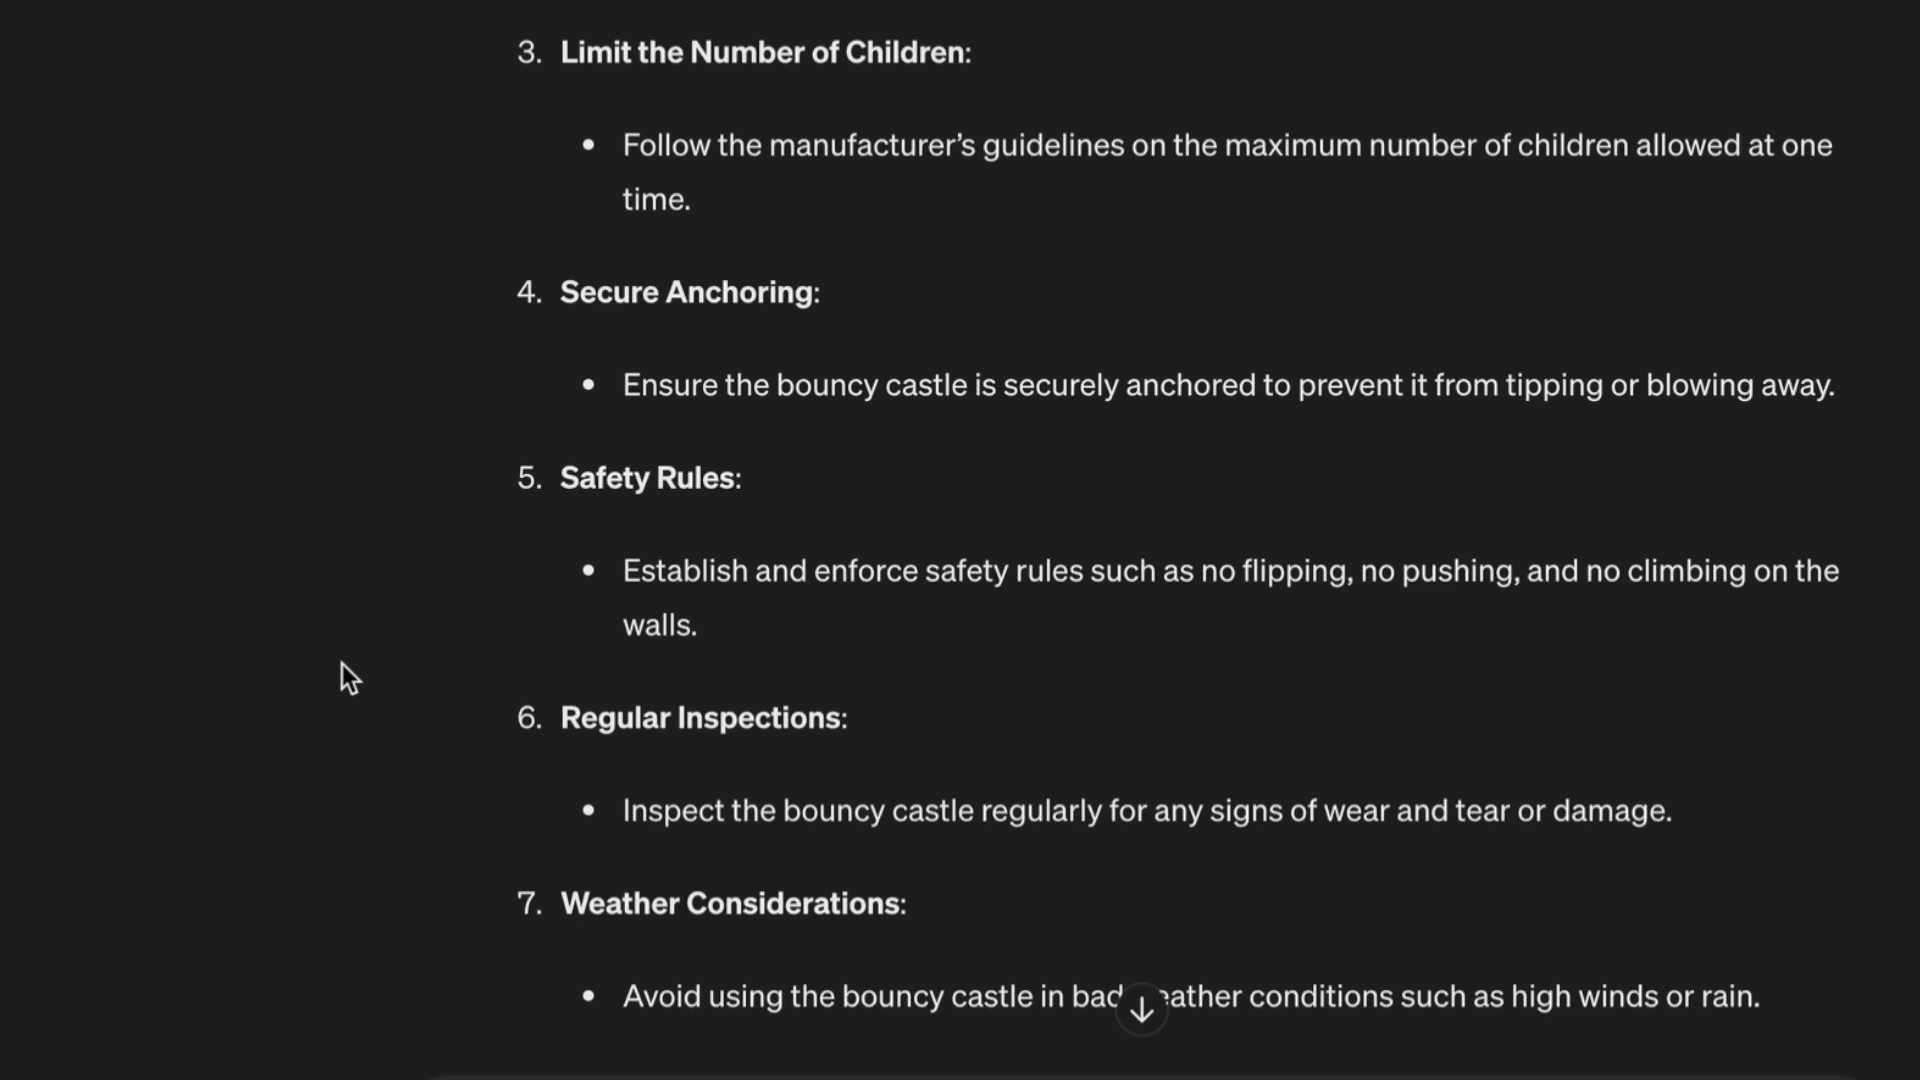 3. Limit the Number of Children:
• Follow the manufacturer’s guidelines on the maximum number of children allowed at one
time.
4. Secure Anchoring:
• Ensure the bouncy castle is securely anchored to prevent it from tipping or blowing away.
5. Safety Rules:
• Establish and enforce safety rules such as no flipping, no pushing, and no climbing on the
walls.
6. Regular Inspections:
• Inspect the bouncy castle regularly for any signs of wear and tear or damage.
7. Weather Considerations:
• Avoid using the bouncy castle in bad weather conditions such as high winds or rain.